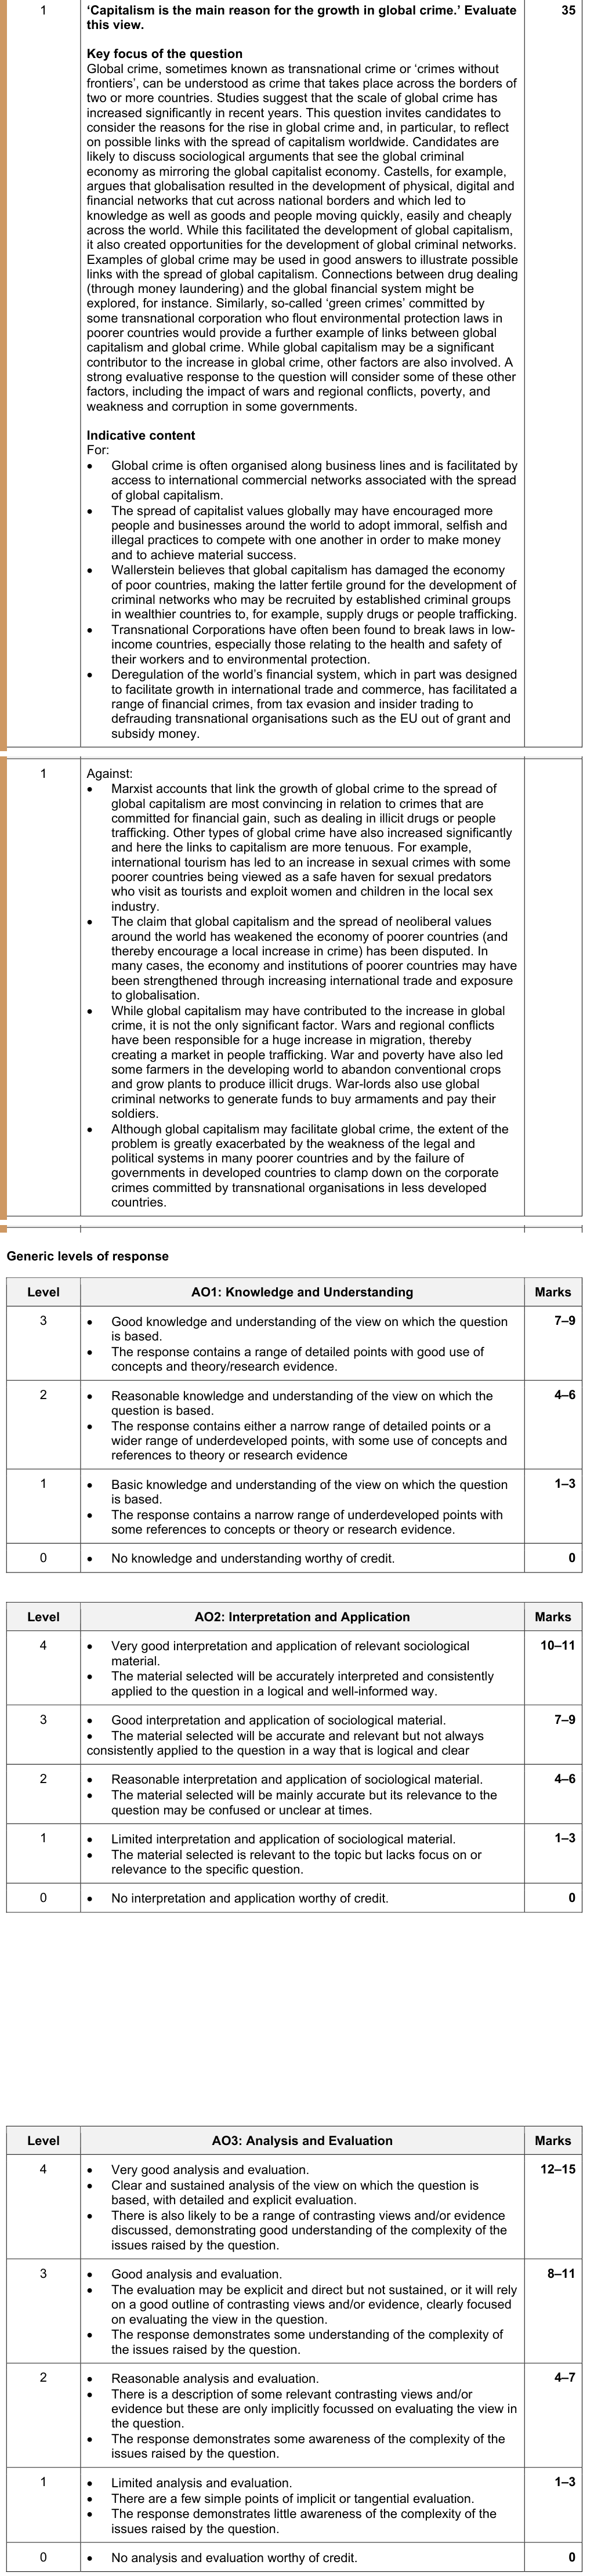 1
‘Capitalism is the main reason for the growth in global crime.’ Evaluate
this view.
35
Key focus of the question
Global crime, sometimes known as transnational crime or ‘crimes without
frontiers’, can be understood as crime that takes place across the borders of
two or more countries. Studies suggest that the scale of global crime has
increased significantly in recent years. This question invites candidates to
consider the reasons for the rise in global crime and, in particular, to reflect
on possible links with the spread of capitalism worldwide. Candidates are
likely to discuss sociological arguments that see the global criminal
economy as mirroring the global capitalist economy. Castells, for example,
argues that globalisation resulted in the development of physical, digital and
financial networks that cut across national borders and which led to
knowledge as well as goods and people moving quickly, easily and cheaply
across the world. While this facilitated the development of global capitalism,
it also created opportunities for the development of global criminal networks.
Examples of global crime may be used in good answers to illustrate possible
links with the spread of global capitalism. Connections between drug dealing
(through money laundering) and the global financial system might be
explored, for instance. Similarly, so-called ‘green crimes’ committed by
some transnational corporation who flout environmental protection laws in
poorer countries would provide a further example of links between global
capitalism and global crime. While global capitalism may be a significant
contributor to the increase in global crime, other factors are also involved. A
strong evaluative response to the question will consider some of these other
factors, including the impact of wars and regional conflicts, poverty, and
weakness and corruption in some governments.
Indicative content
For:
• Global crime is often organised along business lines and is facilitated by
access to international commercial networks associated with the spread
of global capitalism.
• The spread of capitalist values globally may have encouraged more
people and businesses around the world to adopt immoral, selfish and
illegal practices to compete with one another in order to make money
and to achieve material success.
• Wallerstein believes that global capitalism has damaged the economy
of poor countries, making the latter fertile ground for the development of
criminal networks who may be recruited by established criminal groups
in wealthier countries to, for example, supply drugs or people trafficking.
• Transnational Corporations have often been found to break laws in low-
income countries, especially those relating to the health and safety of
their workers and to environmental protection.
• Deregulation of the world’s financial system, which in part was designed
to facilitate growth in international trade and commerce, has facilitated a
range of financial crimes, from tax evasion and insider trading to
defrauding transnational organisations such as the EU out of grant and
subsidy money.
1
Against:
• Marxist accounts that link the growth of global crime to the spread of
global capitalism are most convincing in relation to crimes that are
committed for financial gain, such as dealing in illicit drugs or people
trafficking. Other types of global crime have also increased significantly
and here the links to capitalism are more tenuous. For example,
international tourism has led to an increase in sexual crimes with some
poorer countries being viewed as a safe haven for sexual predators
who visit as tourists and exploit women and children in the local sex
industry.
• The claim that global capitalism and the spread of neoliberal values
around the world has weakened the economy of poorer countries (and
thereby encourage a local increase in crime) has been disputed. In
many cases, the economy and institutions of poorer countries may have
been strengthened through increasing international trade and exposure
to globalisation.
• While global capitalism may have contributed to the increase in global
crime, it is not the only significant factor. Wars and regional conflicts
have been responsible for a huge increase in migration, thereby
creating a market in people trafficking. War and poverty have also led
some farmers in the developing world to abandon conventional crops
and grow plants to produce illicit drugs. War-lords also use global
criminal networks to generate funds to buy armaments and pay their
soldiers.
• Although global capitalism may facilitate global crime, the extent of the
problem is greatly exacerbated by the weakness of the legal and
political systems in many poorer countries and by the failure of
governments in developed countries to clamp down on the corporate
crimes committed by transnational organisations in less developed
countries.
Generic levels of response
Level AO1: Knowledge and Understanding Marks
3 • Good knowledge and understanding of the view on which the question 7–9
is based.
• The response contains a range of detailed points with good use of
concepts and theory/research evidence.
2 • Reasonable knowledge and understanding of the view on which the 4–6
question is based.
• The response contains either a narrow range of detailed points or a
wider range of underdeveloped points, with some use of concepts and
references to theory or research evidence
1 • Basic knowledge and understanding of the view on which the question 1–3
is based.
• The response contains a narrow range of underdeveloped points with
some references to concepts or theory or research evidence.
0 • No knowledge and understanding worthy of credit. 0
Level AO2: Interpretation and Application Marks
4 • Very good interpretation and application of relevant sociological 10–11
material.
• The material selected will be accurately interpreted and consistently
applied to the question in a logical and well-informed way.
3 • Good interpretation and application of sociological material. 7–9
• The material selected will be accurate and relevant but not always
consistently applied to the question in a way that is logical and clear
2 • Reasonable interpretation and application of sociological material. 4–6
• The material selected will be mainly accurate but its relevance to the
question may be confused or unclear at times.
1 • Limited interpretation and application of sociological material. 1–3
• The material selected is relevant to the topic but lacks focus on or
relevance to the specific question.
0 • No interpretation and application worthy of credit. 0
Level AO3: Analysis and Evaluation Marks
4 • Very good analysis and evaluation. 12–15
• Clear and sustained analysis of the view on which the question is
based, with detailed and explicit evaluation.
• There is also likely to be a range of contrasting views and/or evidence
discussed, demonstrating good understanding of the complexity of the
issues raised by the question.
3 • Good analysis and evaluation. 8–11
• The evaluation may be explicit and direct but not sustained, or it will rely
on a good outline of contrasting views and/or evidence, clearly focused
on evaluating the view in the question.
• The response demonstrates some understanding of the complexity of
the issues raised by the question.
2 • Reasonable analysis and evaluation. 4–7
• There is a description of some relevant contrasting views and/or
evidence but these are only implicitly focussed on evaluating the view in
the question.
• The response demonstrates some awareness of the complexity of the
issues raised by the question.
1 • Limited analysis and evaluation. 1–3
• There are a few simple points of implicit or tangential evaluation.
• The response demonstrates little awareness of the complexity of the
issues raised by the question.
0 • No analysis and evaluation worthy of credit. 0